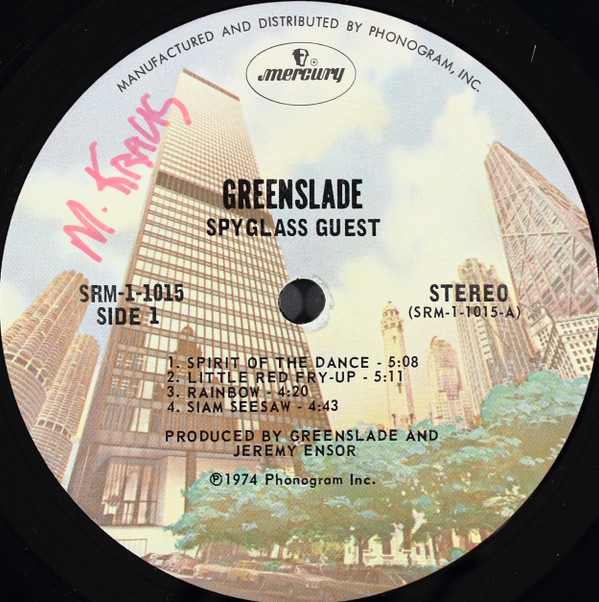 MANUFACTURED AND DISTRIBUTED BY PHONOGRAM, INC.
mercury
M. KRAUS
GREENSLADE
SPYGLASS GUEST
SRM-1-1015
SIDE 1
STEREO
(SRM-1-1015-A)
1. SPIRIT OF THE DANCE - 5:08
2. LITTLE RED FRY-UP - 5:11
3. RAINBOW - 4:20
4. SIAM SEESAW - 4:43
PRODUCED BY GREENSLADE AND
JEREMY ENSOR
Ⓟ1974 Phonogram Inc.